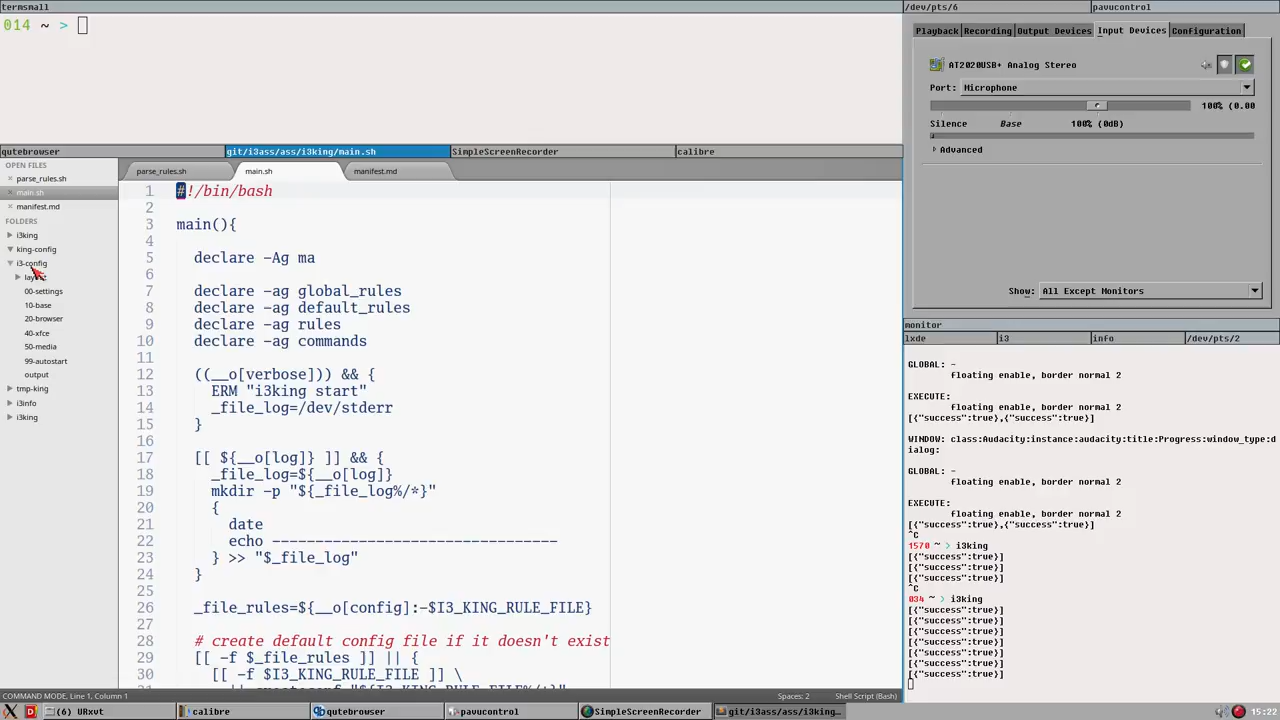 termsmall
014 ~ >
/dev/pts/6
pavucontrol
Playback Recording Output Devices Input Devices Configuration
AT2020USB+ Analog Stereo
Port: Microphone
100% (0.00
Silence Base 100% (0dB)
Advanced
Show: All Except Monitors
qutebrowser
git/i3ass/ass/i3king/main.sh
SimpleScreenRecorder
calibre
OPEN FILES
parse_rules.sh
main.sh
manifest.md
FOLDERS
i3king
king-config
i3-config
00-settings
10-base
20-browser
40-xfce
50-media
99-autostart
output
tmp-king
i3info
i3king
parse_rules.sh
main.sh
manifest.md
1 #!/bin/bash
2
3 main(){
4
5 declare -Ag ma
6
7 declare -ag global_rules
8 declare -ag default_rules
9 declare -ag rules
10 declare -ag commands
11
12 ((__o[verbose])) && {
13 ERM "i3king start"
14 _file_log=/dev/stderr
15 }
16
17 [[ ${__o[log]} ]] && {
18 _file_log=${__o[log]}
19 mkdir -p "${_file_log%/*}"
20 {
21 date
22 echo ---------------------------------
23 } >> "$_file_log"
24 }
25
26 _file_rules=${__o[config]:-$I3_KING_RULE_FILE}
27
28 # create default config file if it doesn't exist
29 [[ -f $_file_rules ]] || {
30 [[ -f $I3_KING_RULE_FILE ]] \
COMMAND MODE, Line 1, Column 1
Spaces: 2
Shell Script (Bash)
monitor
lxde
i3
info
/dev/pts/2
GLOBAL: -
floating enable, border normal 2
EXECUTE:
floating enable, border normal 2
[{"success":true},{"success":true}]
WINDOW: class:Audacity:instance:audacity:title:Progress:window_type:d
ialog:
GLOBAL: -
floating enable, border normal 2
EXECUTE:
floating enable, border normal 2
[{"success":true},{"success":true}]
^C
1570 ~ > i3king
[{"success":true}]
[{"success":true}]
[{"success":true}]
^C
034 ~ > i3king
[{"success":true}]
[{"success":true}]
[{"success":true}]
[{"success":true}]
[{"success":true}]
[{"success":true}]
[{"success":true}]
(6) URxvt
calibre
qutebrowser
pavucontrol
SimpleScreenRecorder
git/i3ass/ass/i3king...
15:22